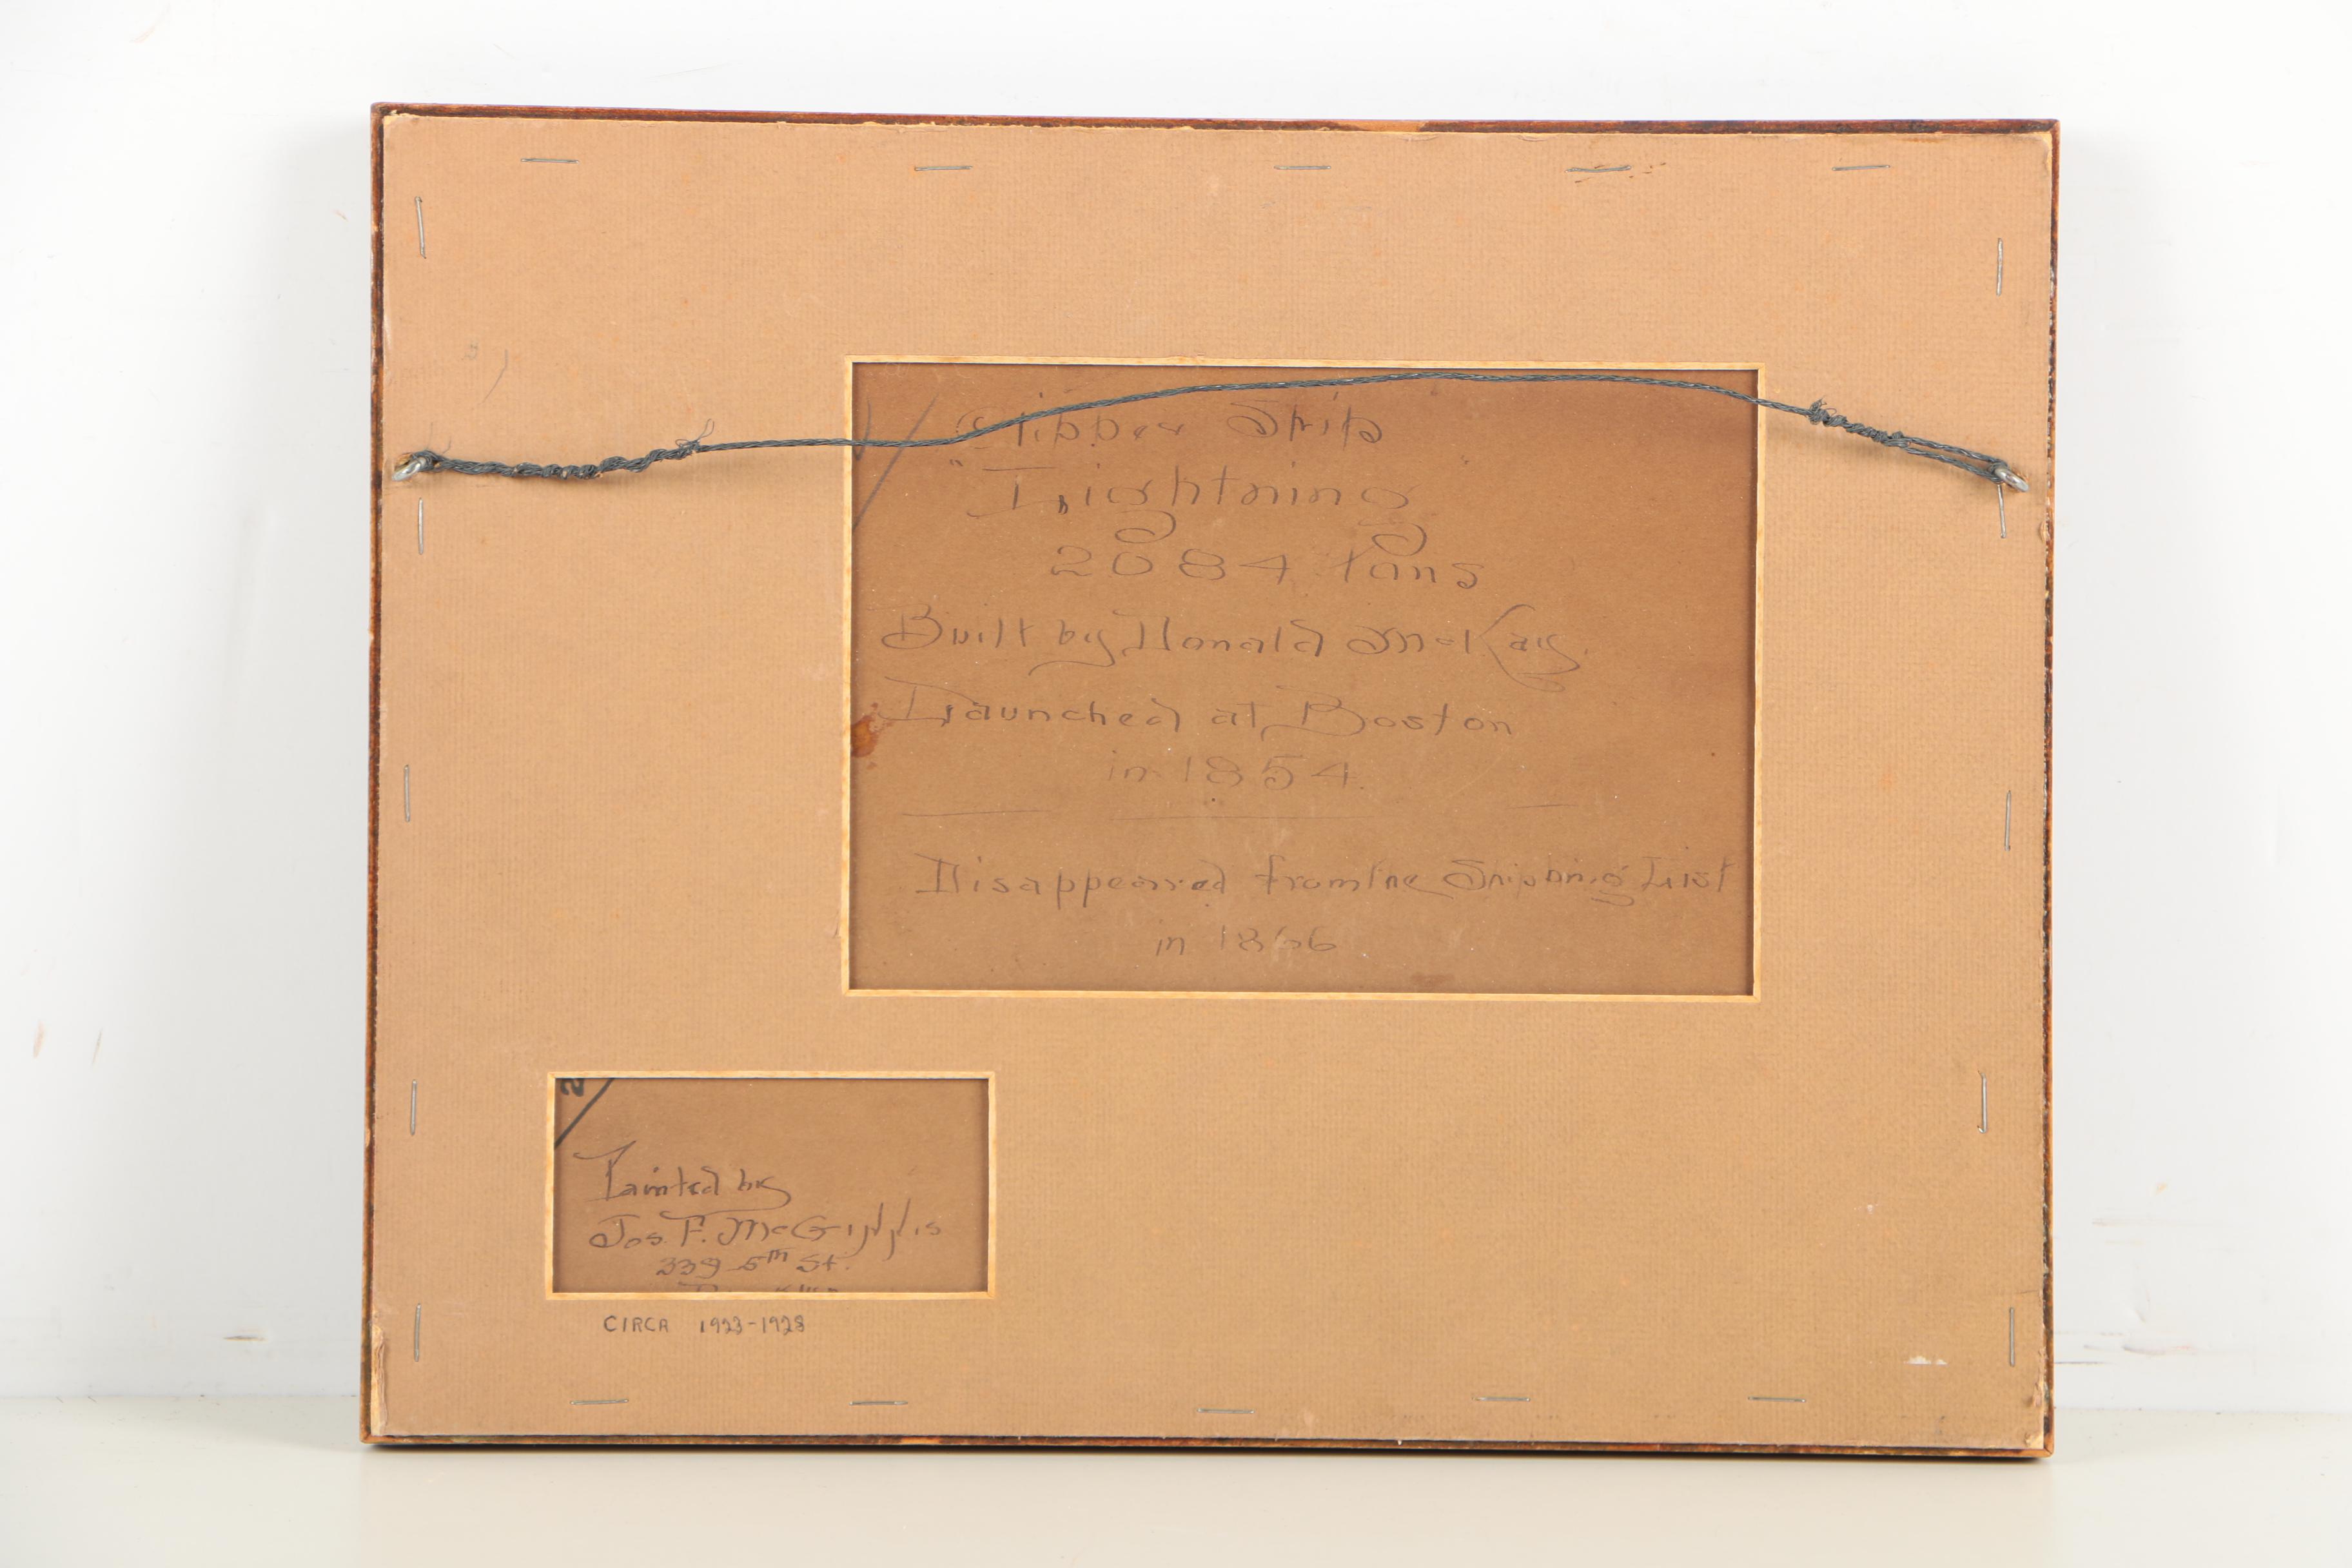 Clipper Ship
"Lightning"
2084 tons
Built by Donald McKay.
Launched at Boston
in 1854.
Disappeared from the Shipping List
in 1866
2
Painted by
Jos. F. McGinnis
339 5th St.
CIRCA 1923-1928